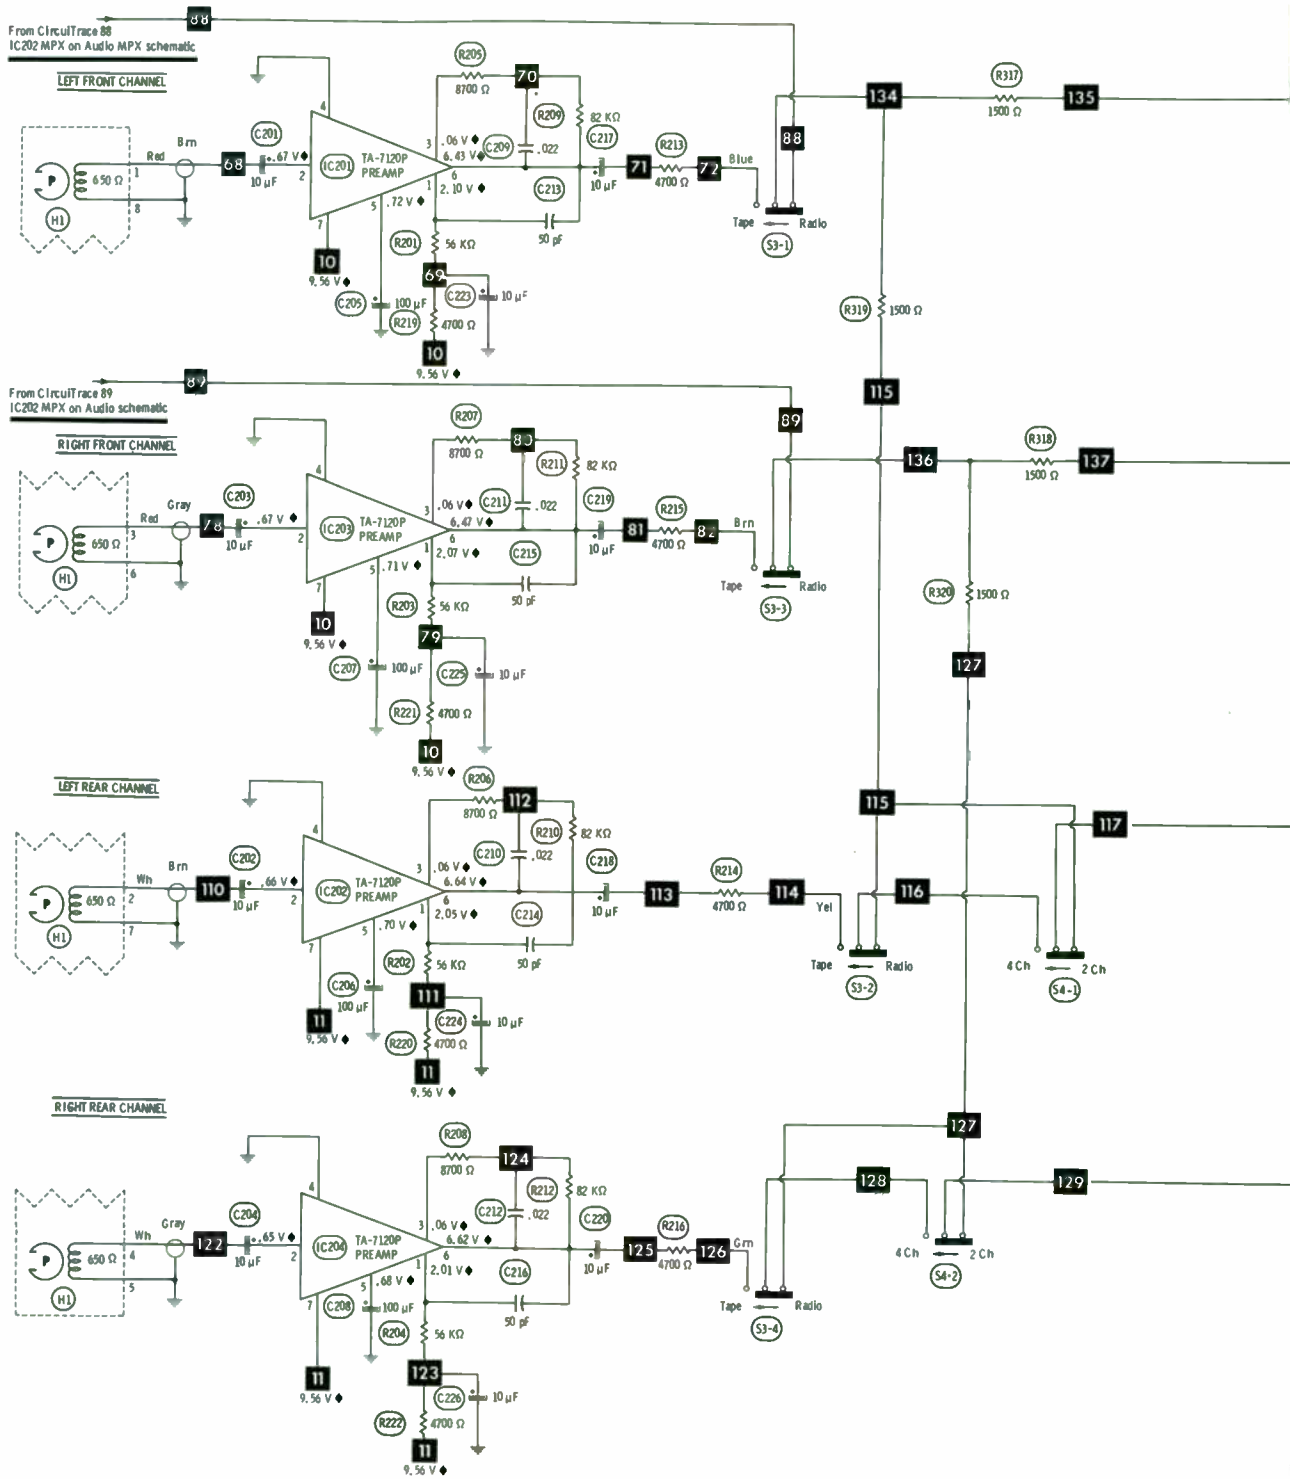 88
From CircuiTrace 88
IC202 MPX on Audio MPX schematic
LEFT FRONT CHANNEL
P
650 Ω
H1
Red
1
8
Brn
68
C201
10 µF
.67 V
2
4
IC201
TA-7120P
PREAMP
7
10
9.56 V
5
.72 V
3
.06 V
6.43 V
6
1
2.10 V
R205
8700 Ω
70
R209
82 KΩ
C209
.022
C217
10 µF
C213
50 pF
R201
56 KΩ
69
C223
10 µF
C205
100 µF
R219
4700 Ω
10
9.56 V
71
R213
4700 Ω
72
Blue
88
Tape
Radio
S3-1
134
R317
1500 Ω
135
R319
1500 Ω
115
89
From CircuiTrace 89
IC202 MPX on Audio schematic
RIGHT FRONT CHANNEL
P
650 Ω
H1
Red
3
6
Gray
78
C203
10 µF
.67 V
2
4
IC203
TA-7120P
PREAMP
7
10
9.56 V
5
.71 V
3
.06 V
6.47 V
6
1
2.07 V
R207
8700 Ω
80
R211
82 KΩ
C211
.022
C219
10 µF
C215
50 pF
R203
56 KΩ
79
C207
100 µF
C225
10 µF
R221
4700 Ω
10
9.56 V
81
R215
4700 Ω
82
Brn
89
Tape
Radio
S3-3
136
R318
1500 Ω
137
R320
1500 Ω
127
LEFT REAR CHANNEL
P
650 Ω
H1
Wh
2
7
Brn
110
C202
10 µF
.66 V
2
4
IC202
TA-7120P
PREAMP
7
11
9.56 V
5
.70 V
3
.06 V
6.64 V
6
1
2.05 V
R206
8700 Ω
112
R210
82 KΩ
C210
.022
C218
10 µF
C214
50 pF
R202
56 KΩ
C206
100 µF
111
C224
10 µF
R220
4700 Ω
11
9.56 V
113
R214
4700 Ω
114
Yel
115
116
117
Tape
Radio
S3-2
4 Ch
2 Ch
S4-1
RIGHT REAR CHANNEL
P
650 Ω
H1
Wh
4
5
Gray
122
C204
10 µF
.65 V
2
4
IC204
TA-7120P
PREAMP
7
11
9.56 V
5
.68 V
3
.06 V
6.62 V
6
1
2.01 V
R208
8700 Ω
124
R212
82 KΩ
C212
.022
C220
10 µF
C216
50 pF
C208
100 µF
R204
56 KΩ
123
C226
10 µF
R222
4700 Ω
11
9.56 V
125
R216
4700 Ω
126
Grn
Tape
Radio
S3-4
127
128
129
4 Ch
2 Ch
S4-2